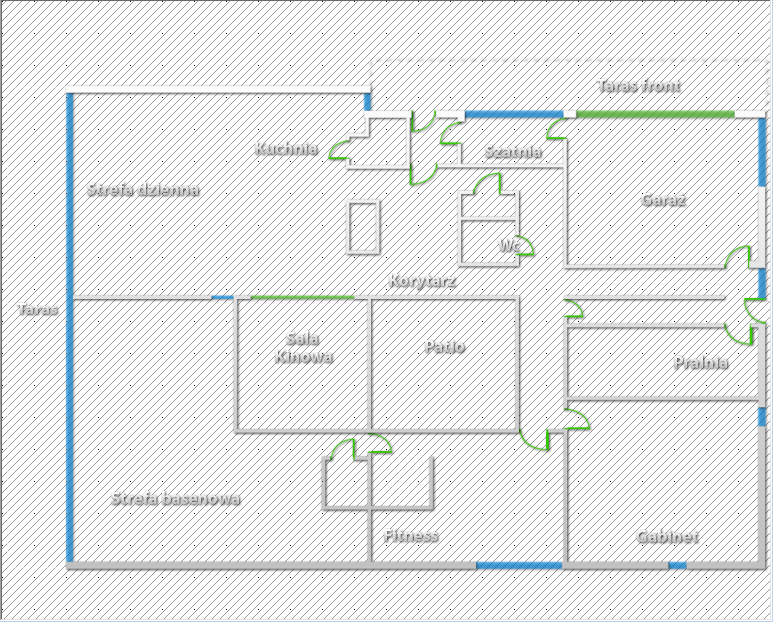 Taras front
Kuchnia
Szatnia
Strefa dzienna
Garaż
Wc
Korytarz
Taras
Sala
Kinowa
Patio
Pralnia
Strefa basenowa
Fitness
Gabinet